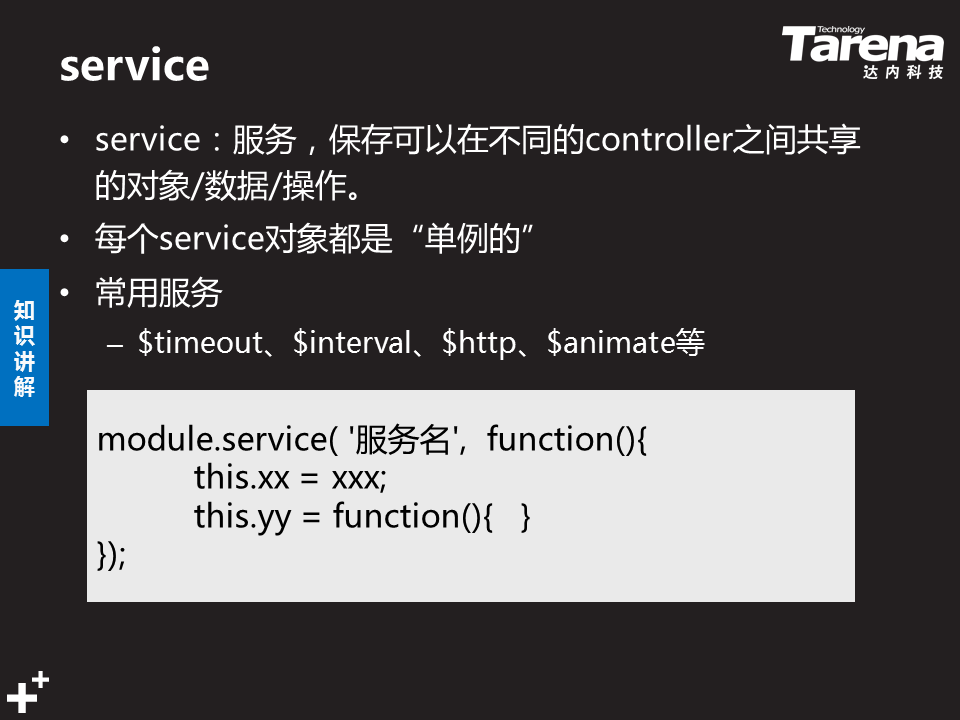 service
Technology
Tarena
达内科技
• service：服务，保存可以在不同的controller之间共享
的对象/数据/操作。
• 每个service对象都是“单例的”
• 常用服务
– $timeout、$interval、$http、$animate等
知识讲解
module.service( '服务名', function(){
this.xx = xxx;
this.yy = function(){ }
});